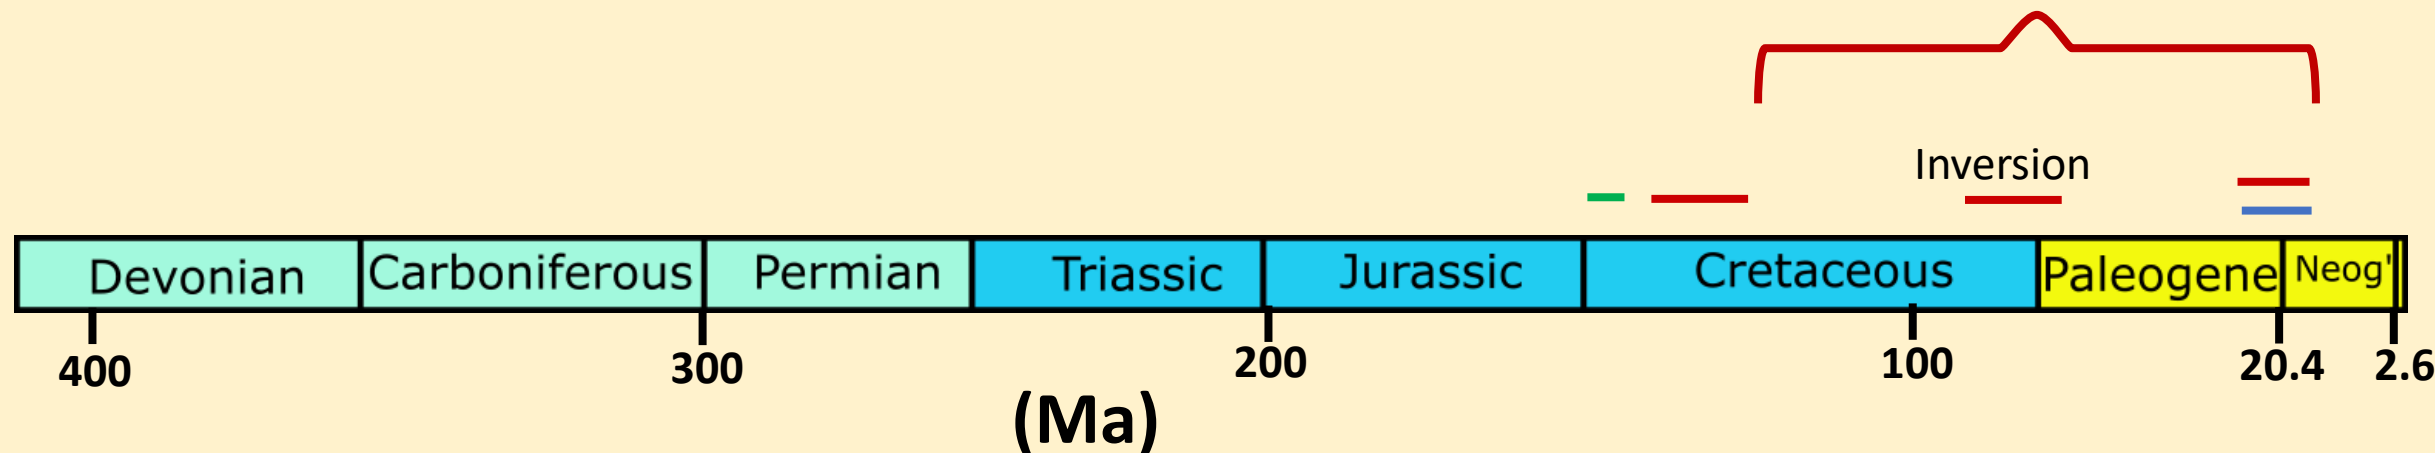 Inversion
Devonian Carboniferous Permian Triassic Jurassic Cretaceous Paleogene Neog'
400 300 200 100 20.4 2.6
(Ma)